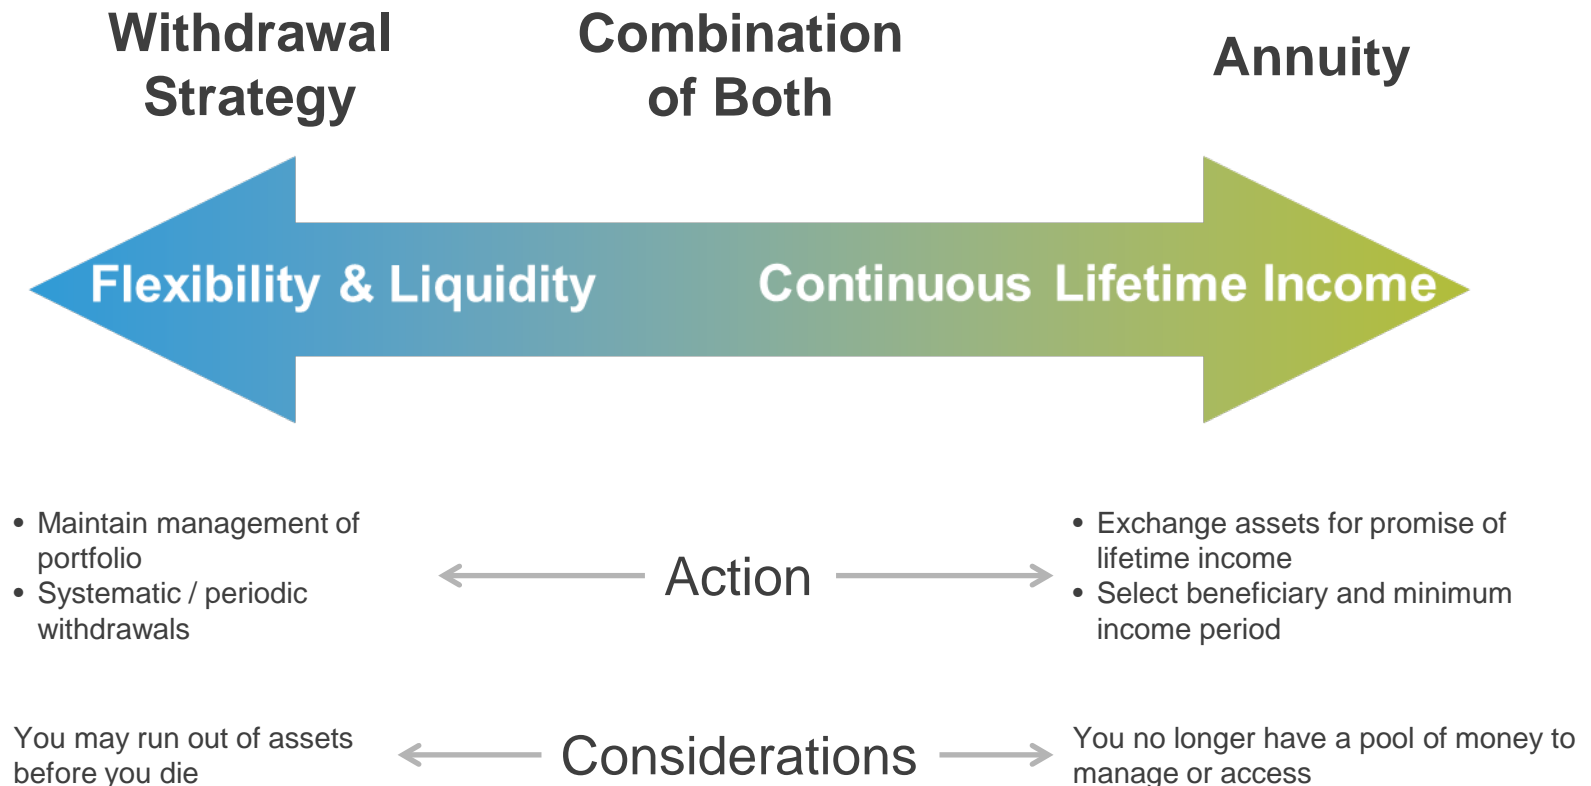 Withdrawal
Strategy
Combination
of Both
Annuity
Flexibility & Liquidity
Continuous Lifetime Income
• Maintain management of
portfolio
• Systematic / periodic
withdrawals
Action
• Exchange assets for promise of
lifetime income
• Select beneficiary and minimum
income period
You may run out of assets
before you die
Considerations
You no longer have a pool of money to
manage or access